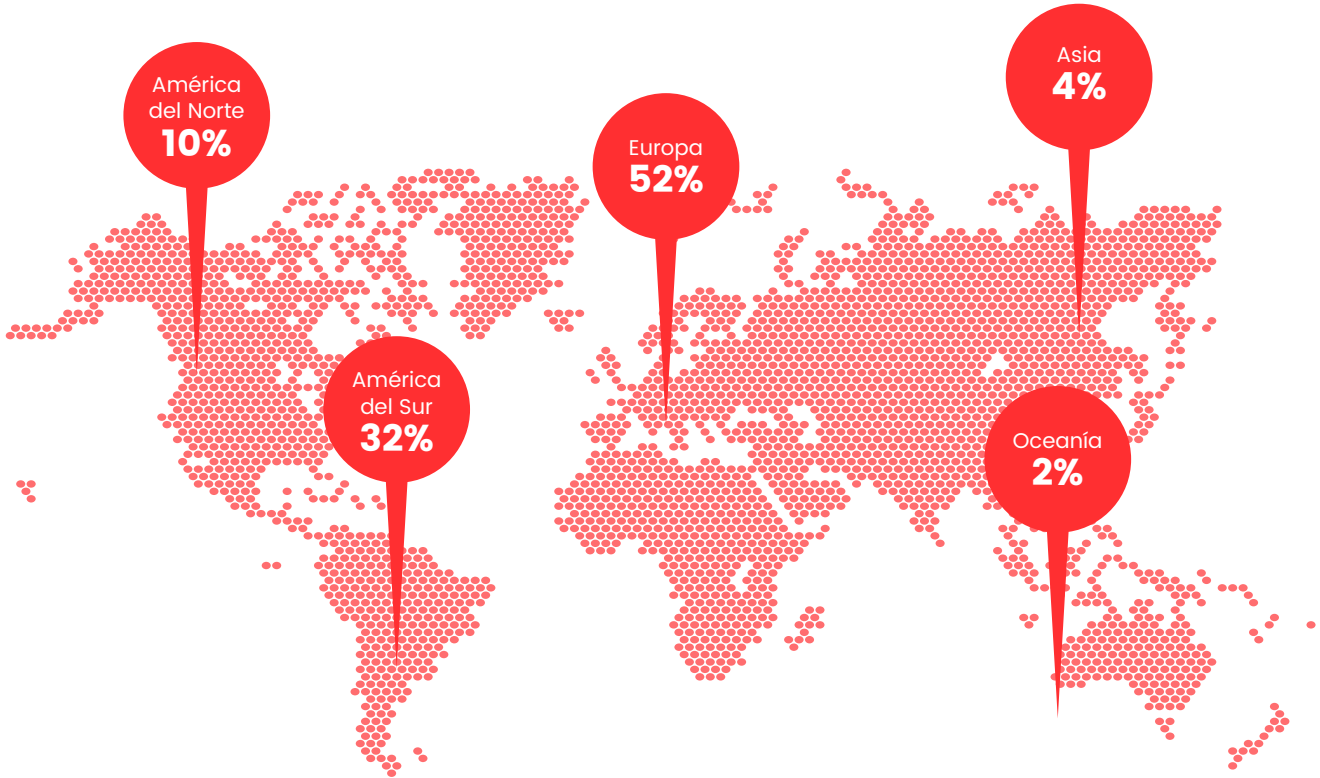 América
del Norte
10%
Europa
52%
Asia
4%
América
del Sur
32%
Oceanía
2%